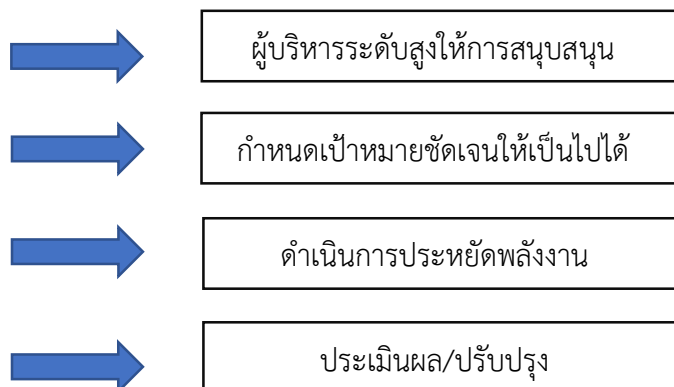 ผู้บริหารระดับสูงให้การสนุบสนุน
กำหนดเป้าหมายชัดเจนให้เป็นไปได้
ดำเนินการประหยัดพลังงาน
ประเมินผล/ปรับปรุง